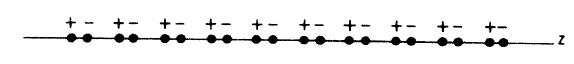 + - + - + - + - + - + - + - + - + - + -
z